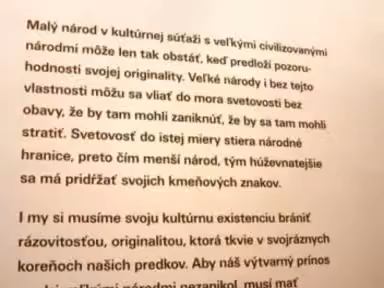 Malý národ v kultúrnej súťaži s veľkými civilizovanými
národmi môže len tak obstáť, keď predloží pozoru-
hodnosti svojej originality. Veľké národy i bez tejto
vlastnosti môžu sa vliať do mora svetovosti bez
obavy, že by tam mohli zaniknúť, že by sa tam mohli
stratiť. Svetovosť do istej miery stiera národné
hranice, preto čím menší národ, tým húževnatejšie
sa má pridŕžať svojich kmeňových znakov.
I my si musíme svoju kultúrnu existenciu brániť
rázovitosťou, originalitou, ktorá tkvie v svojráznych
koreňoch našich predkov. Aby náš výtvarný prínos
veľkými národmi nezanikol, musí mať